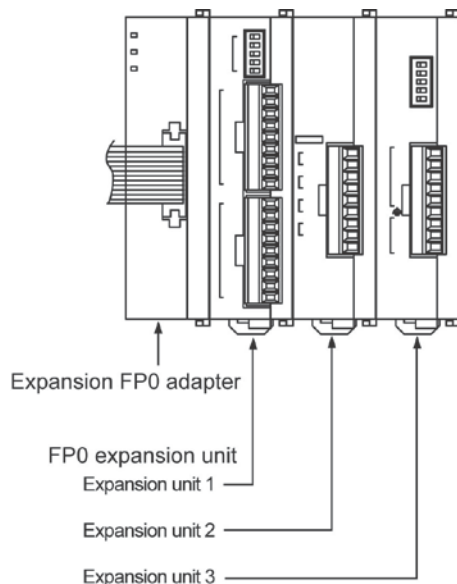 Expansion FP0 adapter
FP0 expansion unit
Expansion unit 1
Expansion unit 2
Expansion unit 3